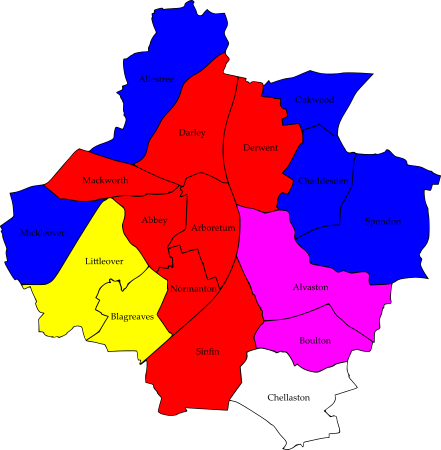 Allestree
Oakwood
Darley
Derwent
Mackworth
Chaddesden
Abbey
Arboretum
Spondon
Mickleover
Littleover
Normanton
Alvaston
Blagreaves
Boulton
Sinfin
Chellaston